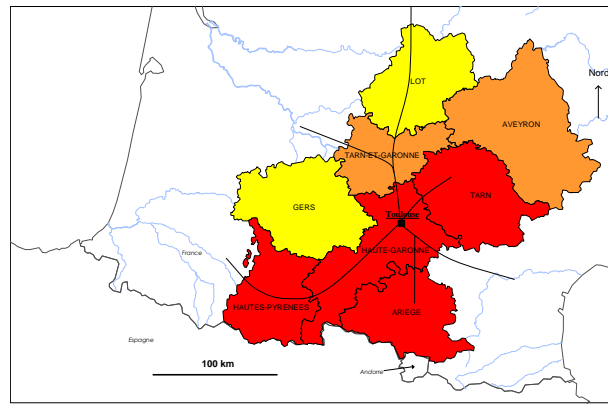 LOT
Nord
AVEYRON
TARN-ET-GARONNE
TARN
GERS
Toulouse
HAUTE-GARONNE
France
HAUTES-PYRENEES
ARIEGE
Espagne
100 km
Andorre